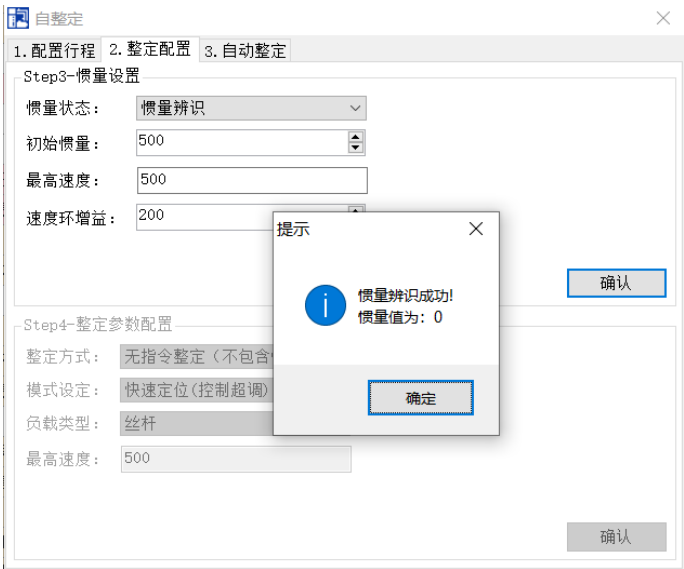 自整定
1.配置行程 2.整定配置 3.自动整定
Step3-惯量设置
惯量状态： 惯量辨识
初始惯量： 500
最高速度： 500
速度环增益： 200
提示
惯量辨识成功!
惯量值为：0
确定
确认
Step4-整定参数配置
整定方式： 无指令整定（不包含
模式设定： 快速定位(控制超调)
负载类型： 丝杆
最高速度： 500
确认